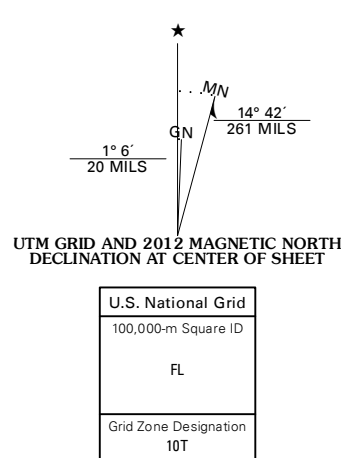 ★
MN
GN
14° 42´
261 MILS
1° 6´
20 MILS
UTM GRID AND 2012 MAGNETIC NORTH
DECLINATION AT CENTER OF SHEET
U.S. National Grid
100,000-m Square ID
FL
Grid Zone Designation
10T